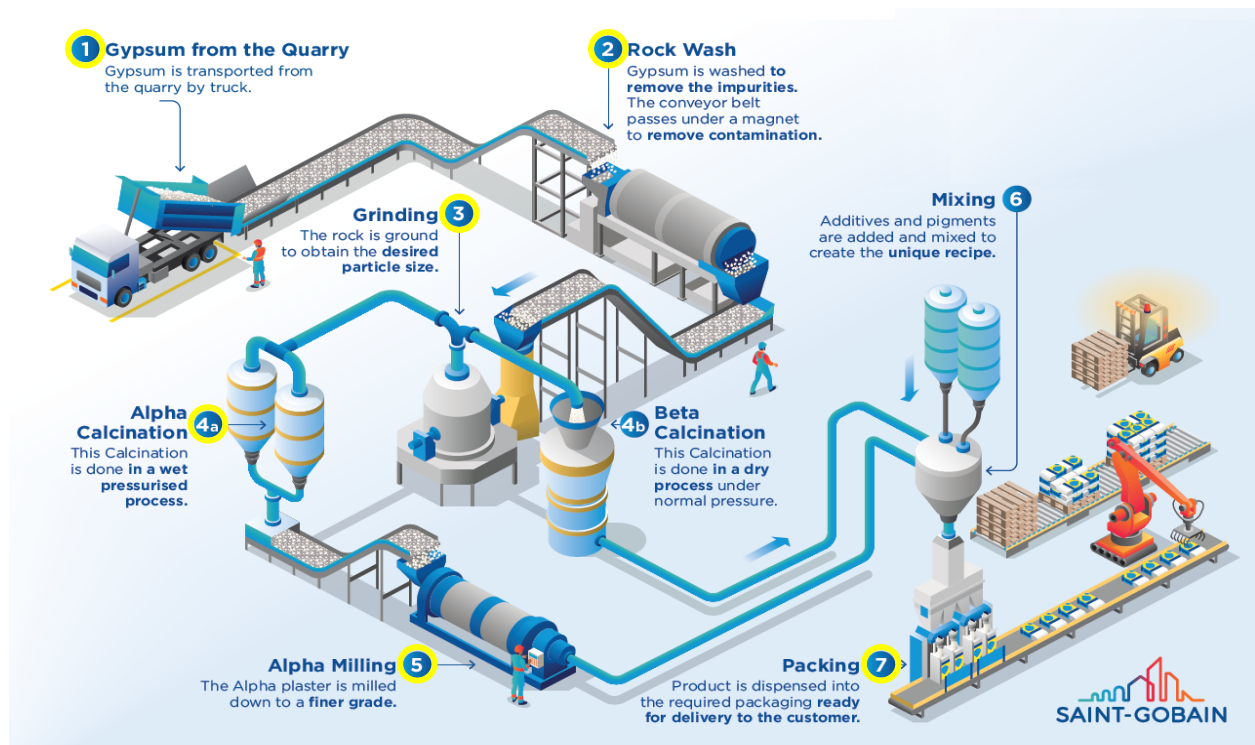 1 Gypsum from the Quarry
Gypsum is transported from
the quarry by truck.
2 Rock Wash
Gypsum is washed to
remove the impurities.
The conveyor belt
passes under a magnet
to remove contamination.
Grinding 3
The rock is ground
to obtain the desired
particle size.
Alpha
Calcination 4a
This Calcination
is done in a wet
pressurised
process.
4b Beta
Calcination
This Calcination
is done in a dry
process under
normal pressure.
Alpha Milling 5
The Alpha plaster is milled
down to a finer grade.
Mixing 6
Additives and pigments
are added and mixed to
create the unique recipe.
Packing 7
Product is dispensed into
the required packaging ready
for delivery to the customer.
SAINT-GOBAIN